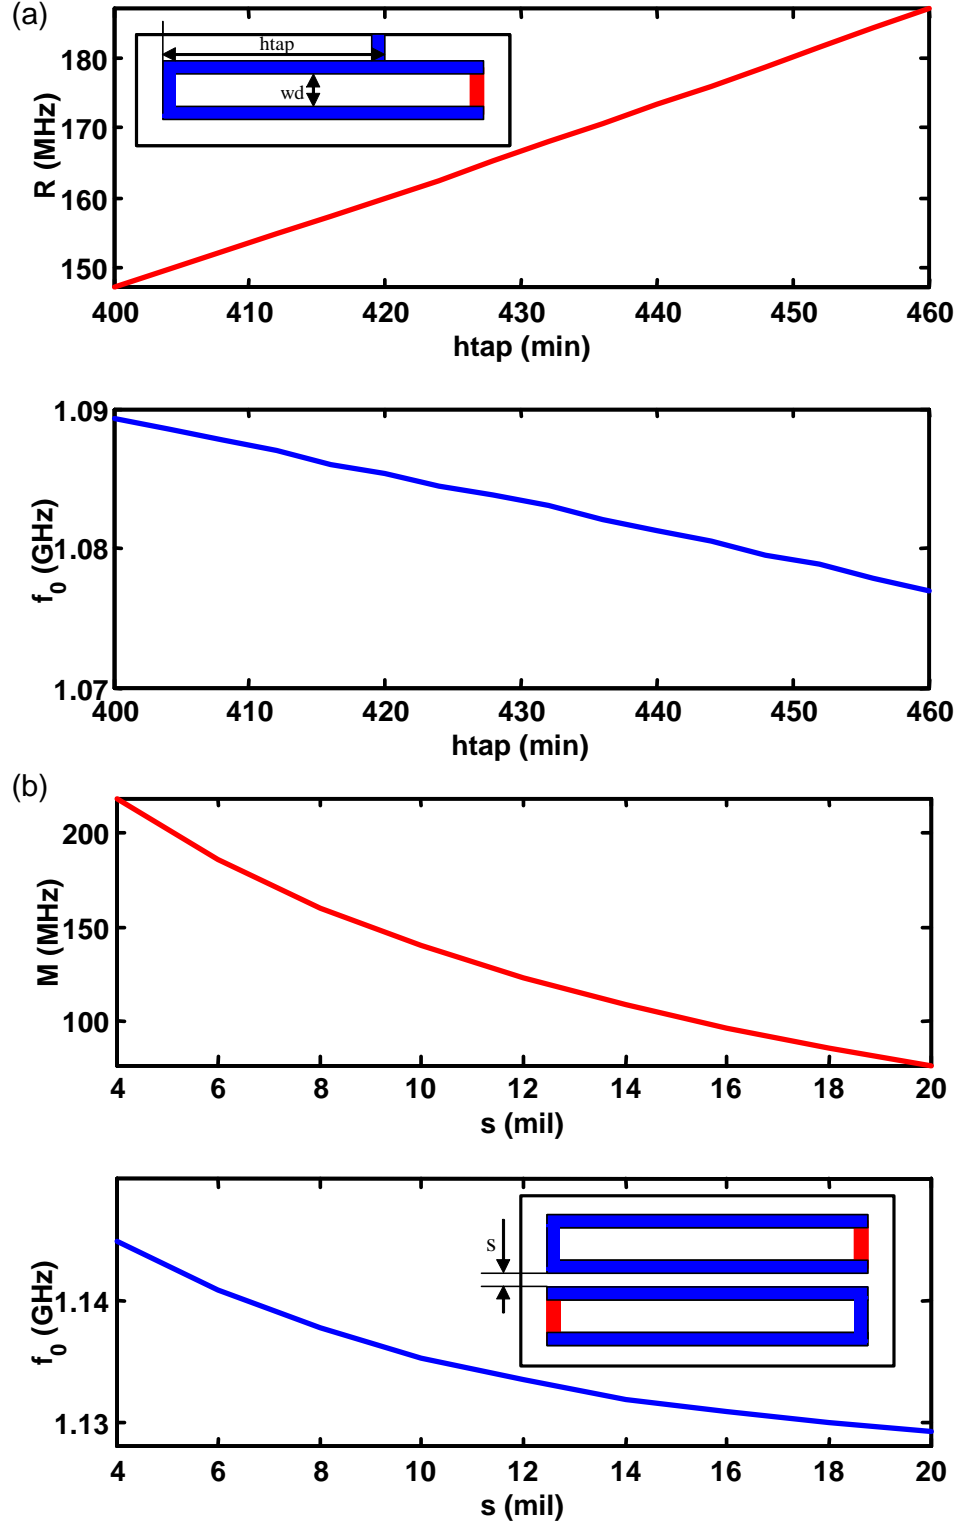 (a)
R (MHz)
180
170
160
150
htap
wd
400 410 420 430 440 450 460
htap (min)
f0 (GHz)
1.09
1.08
1.07
400 410 420 430 440 450 460
htap (min)
(b)
M (MHz)
200
150
100
4 6 8 10 12 14 16 18 20
s (mil)
f0 (GHz)
1.14
1.13
s
4 6 8 10 12 14 16 18 20
s (mil)